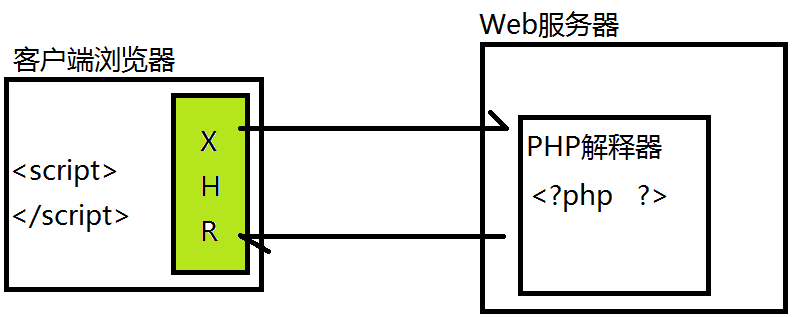 Web服务器
客户端浏览器
X
H
R
<script>
</script>
PHP解释器
<?php ?>